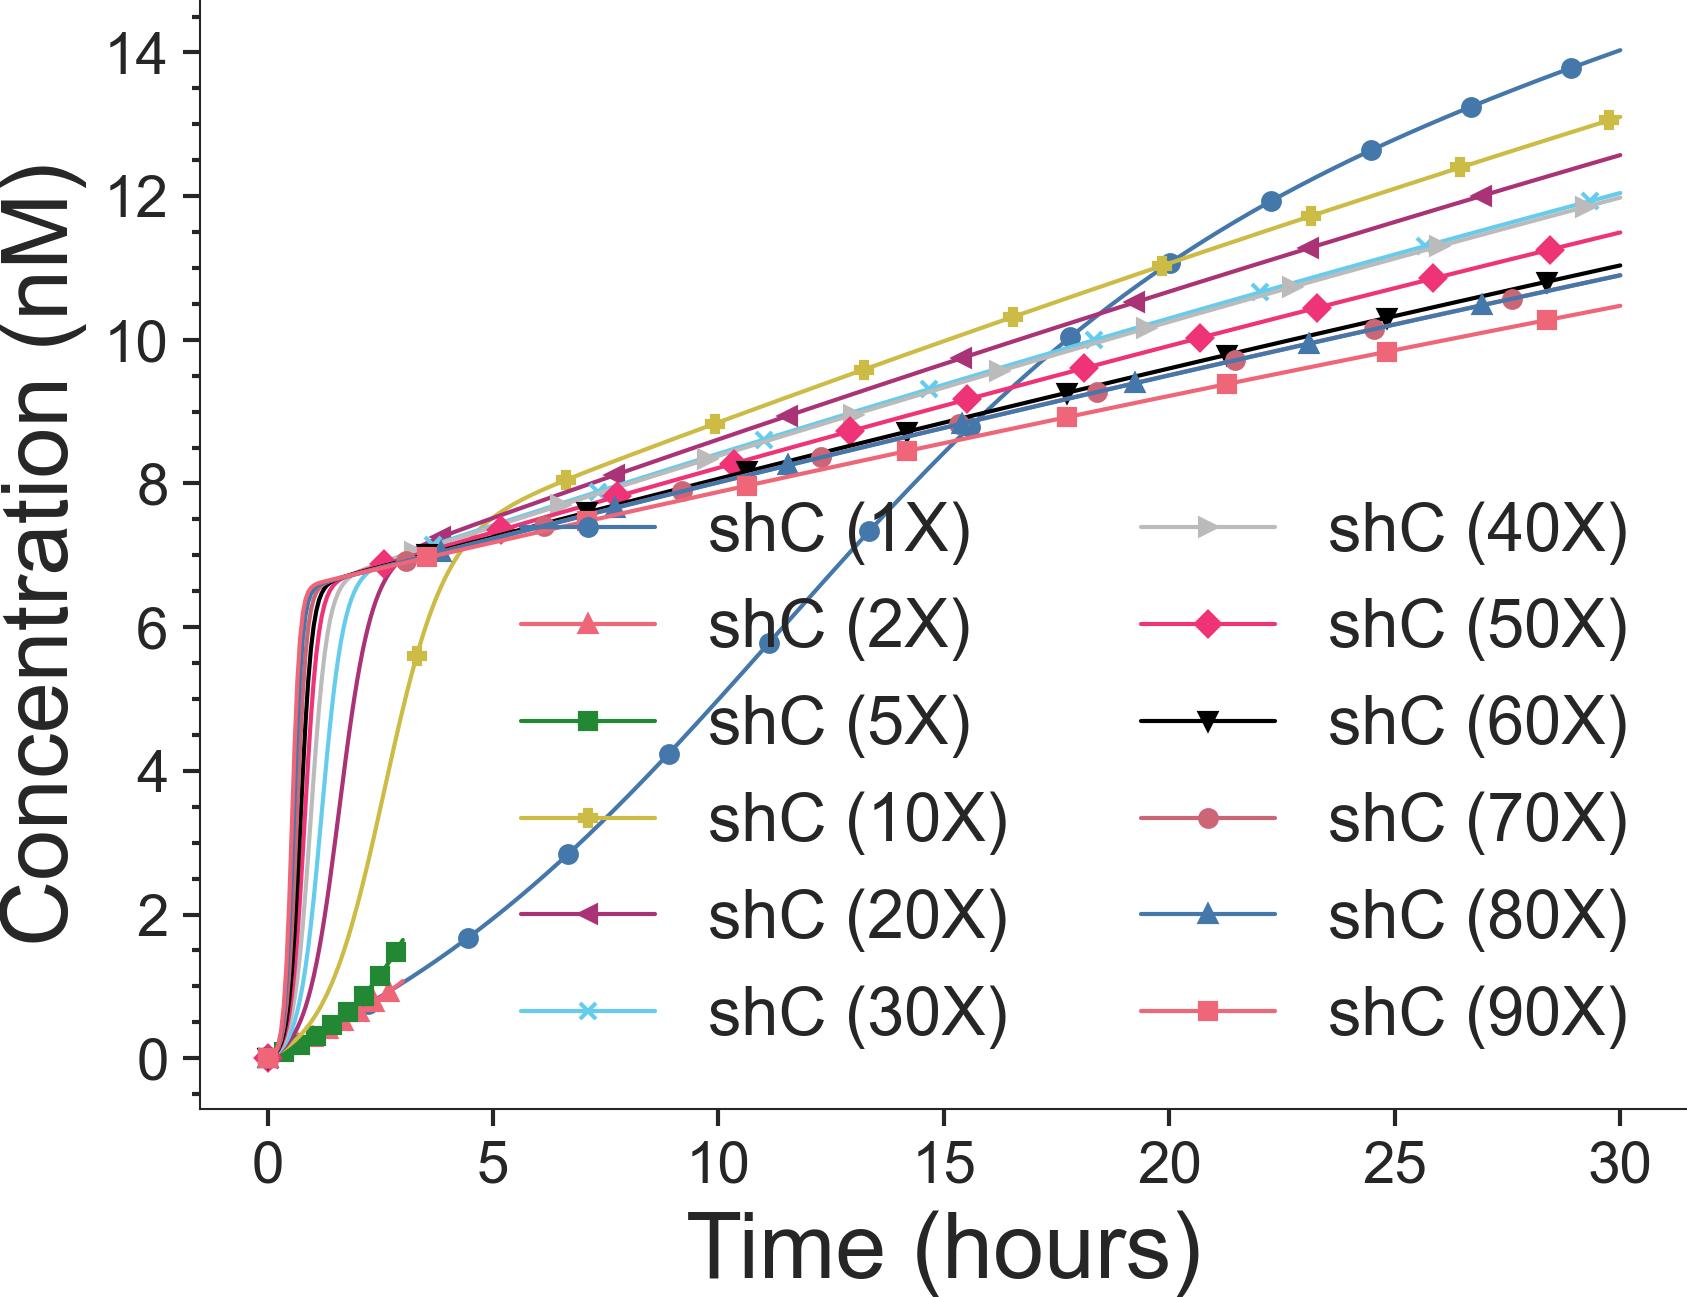 Concentration (nM)
14
12
10
8
6
4
2
0
shC (1X)
shC (2X)
shC (5X)
shC (10X)
shC (20X)
shC (30X)
shC (40X)
shC (50X)
shC (60X)
shC (70X)
shC (80X)
shC (90X)
0 5 10 15 20 25 30
Time (hours)